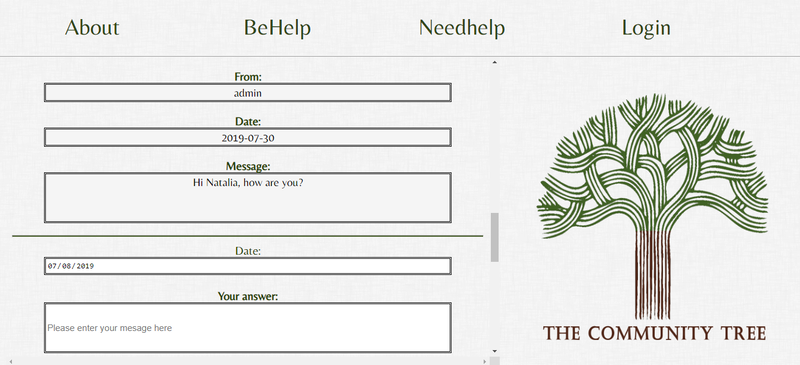 About BeHelp Needhelp Login
From:
admin
Date:
2019-07-30
Message:
Hi Natalia, how are you?
Date:
07/08/2019
Your answer:
Please enter your mesage here
THE COMMUNITY TREE